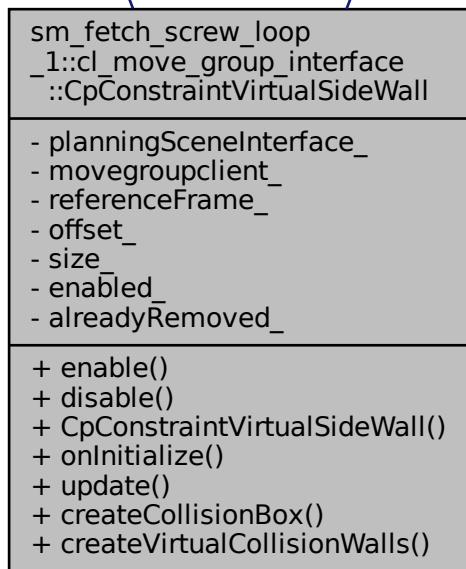 sm_fetch_screw_loop
_1::cl_move_group_interface
::CpConstraintVirtualSideWall
- planningSceneInterface_
- movegroupclient_
- referenceFrame_
- offset_
- size_
- enabled_
- alreadyRemoved_
+ enable()
+ disable()
+ CpConstraintVirtualSideWall()
+ onInitialize()
+ update()
+ createCollisionBox()
+ createVirtualCollisionWalls()